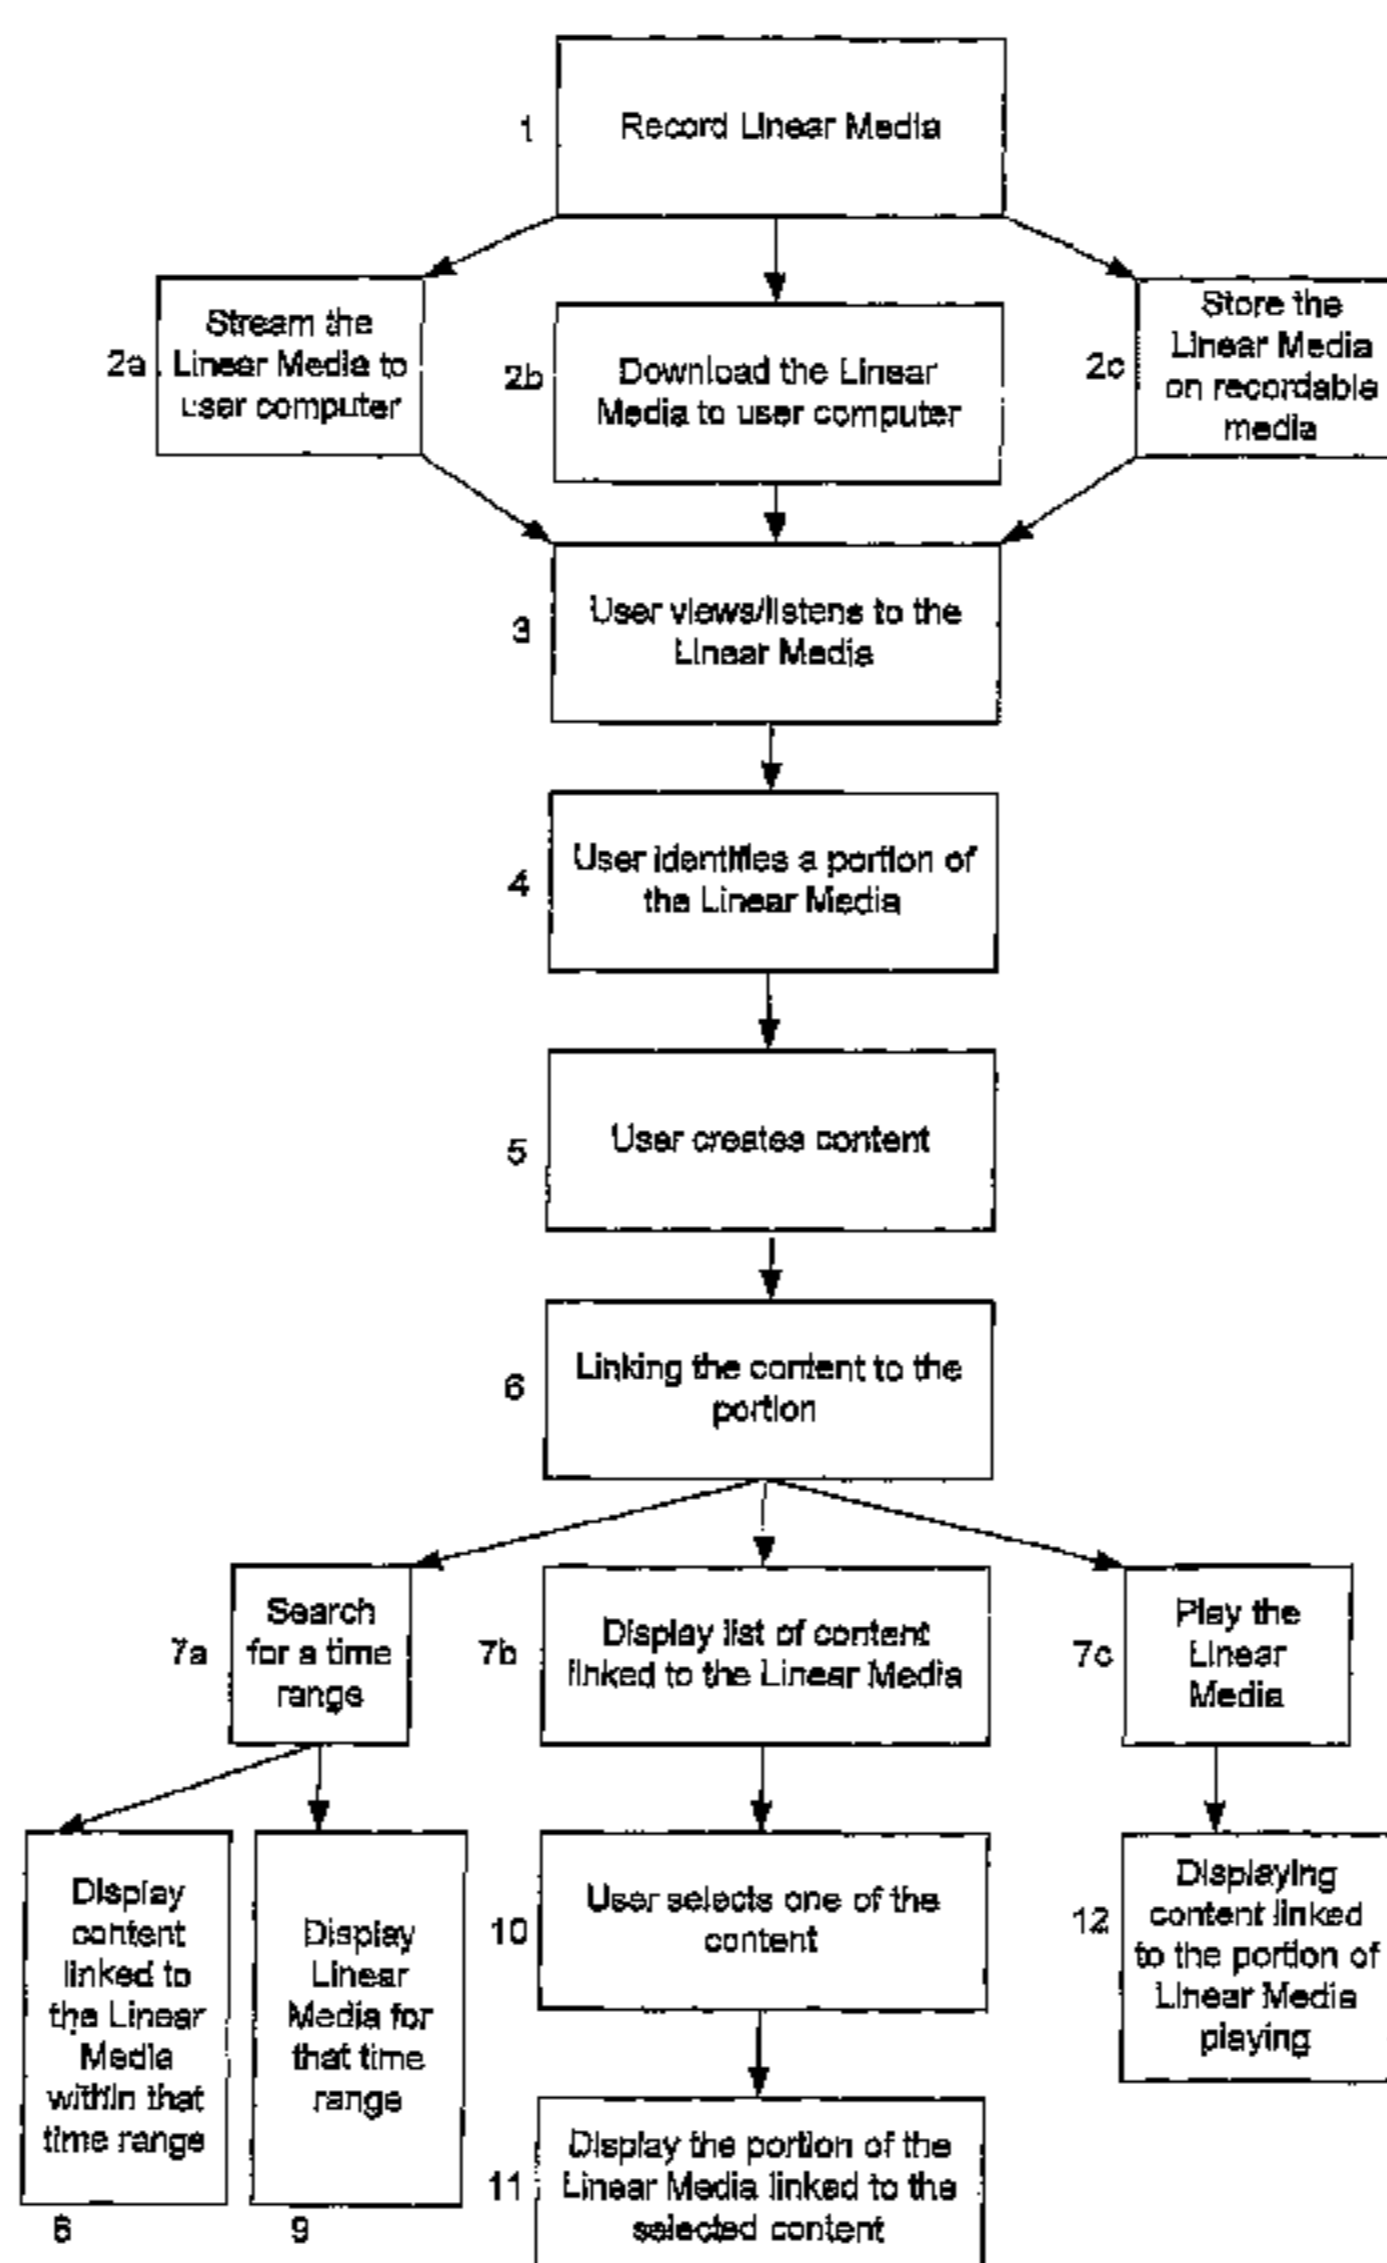 Record Linear Media
1
Stream the
Linear Media to
user computer
2a
Download the Linear
Media to user computer
2b
Store the
Linear Media
on recordable
media
2c
User views/listens to the
Linear Media
3
User identifies a portion of
the Linear Media
4
User creates content
5
Linking the content to the
portion
6
Search
for a time
range
7a
Display list of content
linked to the Linear Media
7b
Play the
Linear
Media
7c
Display
content
linked to
the Linear
Media
within that
time range
8
Display
Linear
Media for
that time
range
9
User selects one of the
content
10
Displaying
content linked
to the portion of
Linear Media
playing
12
Display the portion of the
Linear Media linked to the
selected content
11